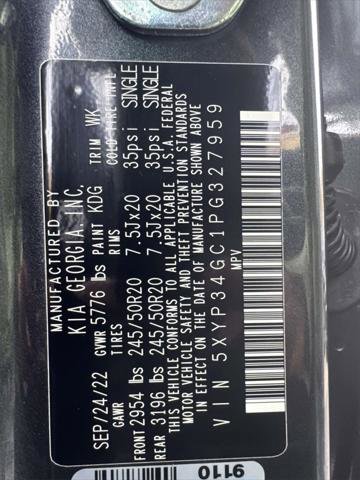 MANUFACTURED BY
KIA GEORGIA, INC.
SEP/24/22 GVWR 5776 lbs PAINT KDG TRIM WK
GAWR TIRES RIMS COLD TIRE INFL
FRONT 2954 lbs 245/50R20 7.5Jx20 35psi SINGLE
REAR 3196 lbs 245/50R20 7.5Jx20 35psi SINGLE
THIS VEHICLE CONFORMS TO ALL APPLICABLE U.S.A. FEDERAL
MOTOR VEHICLE SAFETY AND THEFT PREVENTION STANDARDS
IN EFFECT ON THE DATE OF MANUFACTURE SHOWN ABOVE
VIN 5XYP34GC1PG327959
MPV
9110